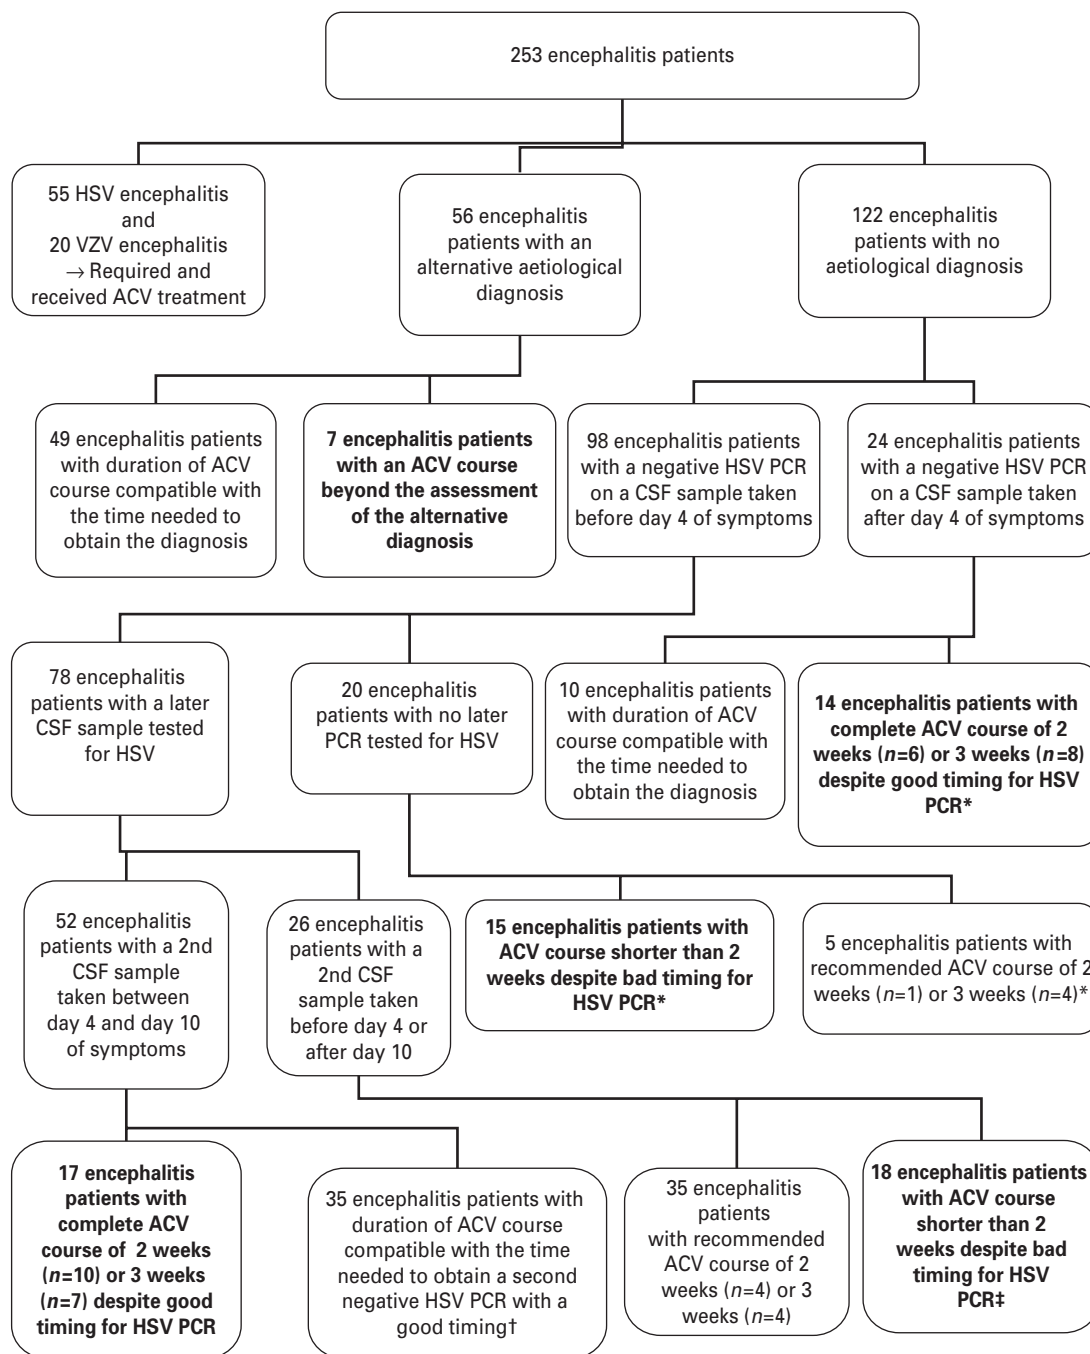 253 encephalitis patients
55 HSV encephalitis
and
20 VZV encephalitis
→ Required and
received ACV treatment
56 encephalitis
patients with an
alternative aetiological
diagnosis
122 encephalitis
patients with no
aetiological diagnosis
49 encephalitis patients
with duration of ACV
course compatible with
the time needed to
obtain the diagnosis
7 encephalitis patients
with an ACV course
beyond the assessment
of the alternative
diagnosis
98 encephalitis patients
with a negative HSV PCR
on a CSF sample taken
before day 4 of symptoms
24 encephalitis patients
with a negative HSV PCR
on a CSF sample taken
after day 4 of symptoms
78 encephalitis
patients with a later
CSF sample tested
for HSV
20 encephalitis
patients with no later
PCR tested for HSV
10 encephalitis patients
with duration of ACV
course compatible with
the time needed to
obtain the diagnosis
14 encephalitis patients with
complete ACV course of 2
weeks (n=6) or 3 weeks (n=8)
despite good timing for HSV
PCR*
52 encephalitis
patients with a 2nd
CSF sample
taken between
day 4 and day 10
of symptoms
26 encephalitis
patients with a
2nd CSF
sample taken
before day 4 or
after day 10
15 encephalitis patients with
ACV course shorter than 2
weeks despite bad timing for
HSV PCR*
5 encephalitis patients with
recommended ACV course of 2
weeks (n=1) or 3 weeks (n=4)*
17 encephalitis
patients with
complete ACV
course of 2 weeks
(n=10) or 3 weeks
(n=7) despite good
timing for HSV PCR
35 encephalitis patients with
duration of ACV course
compatible with the time
needed to obtain a second
negative HSV PCR with a
good timing†
35 encephalitis
patients
with recommended
ACV course of 2
weeks (n=4) or 3
weeks (n=4)
18 encephalitis patients
with ACV course
shorter than 2
weeks despite bad
timing for HSV
PCR‡